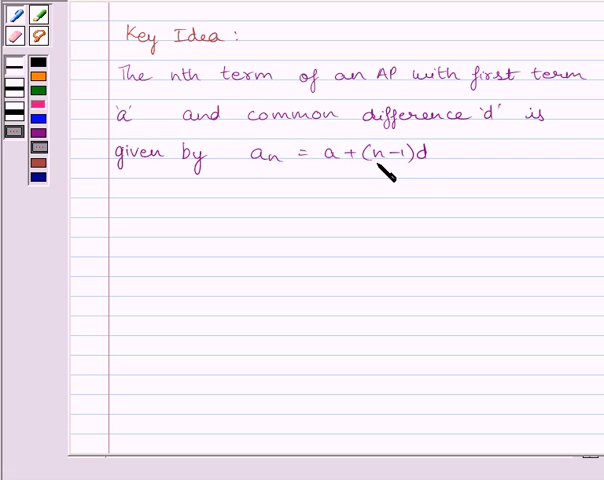 Key Idea:
The nth term of an AP with first term
'a' and common difference 'd' is
given by an = a + (n-1)d